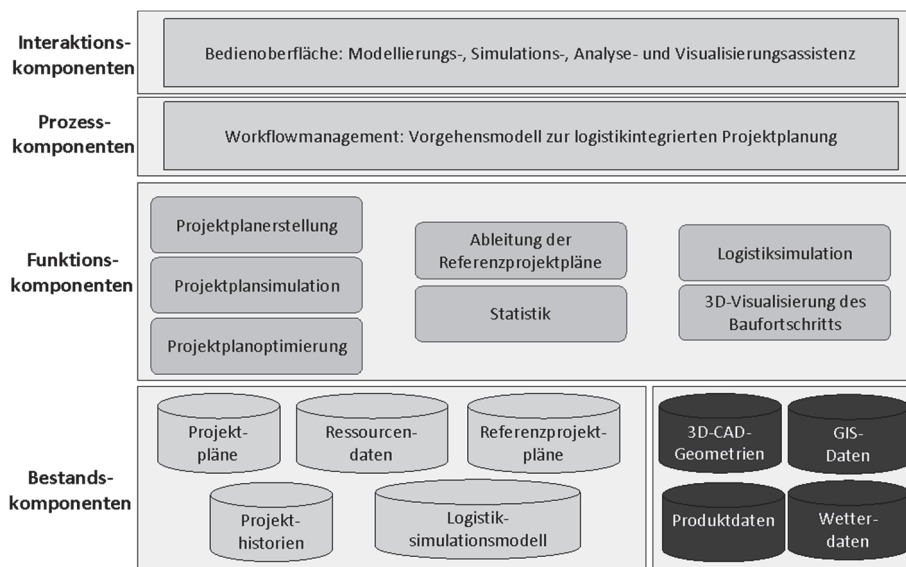 Interaktions-
komponenten
Bedienoberfläche: Modellierungs-, Simulations-, Analyse- und Visualisierungsassistenz
Prozess-
komponenten
Workflowmanagement: Vorgehensmodell zur logistikintegrierten Projektplanung
Funktions-
komponenten
Projektplanerstellung
Projektplansimulation
Projektplanoptimierung
Ableitung der
Referenzprojektpläne
Statistik
Logistiksimulation
3D-Visualisierung des
Baufortschritts
Bestands-
komponenten
Projekt-
pläne
Ressourcen-
daten
Referenzprojekt-
pläne
Projekt-
historien
Logistik-
simulationsmodell
3D-CAD-
Geometrien
GIS-
Daten
Produktdaten
Wetter-
daten